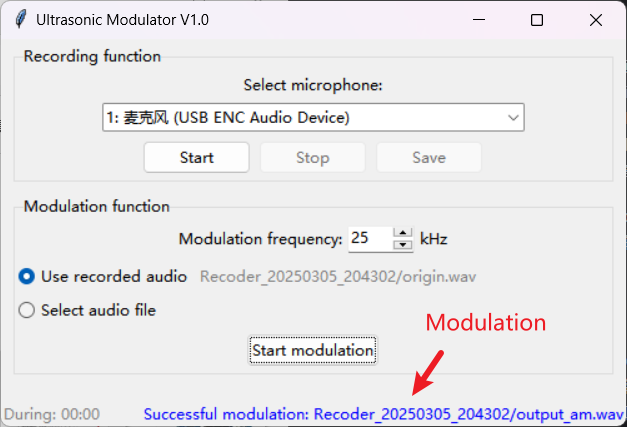 Ultrasonic Modulator V1.0
Recording function
Select microphone:
1: 麦克风 (USB ENC Audio Device)
Start Stop Save
Modulation function
Modulation frequency: 25 kHz
Use recorded audio Recoder_20250305_204302/origin.wav
Select audio file
Modulation
Start modulation
During: 00:00 Successful modulation: Recoder_20250305_204302/output_am.wav